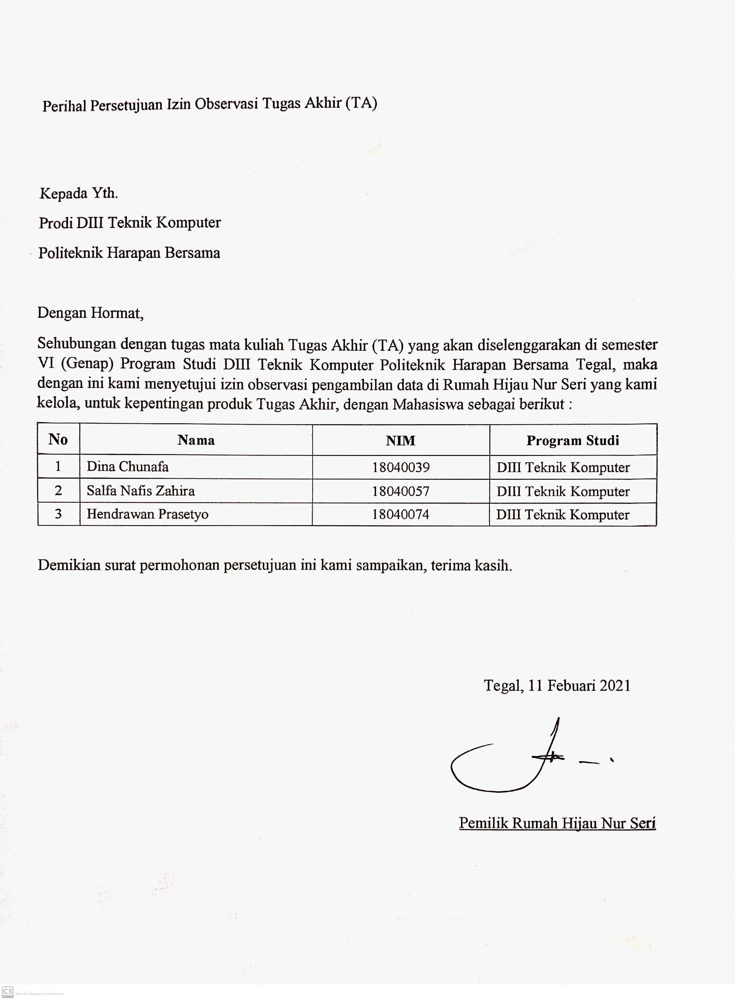 Perihal Persetujuan Izin Observasi Tugas Akhir (TA)
Kepada Yth.
Prodi DIII Teknik Komputer
Politeknik Harapan Bersama
Dengan Hormat,
Sehubungan dengan tugas mata kuliah Tugas Akhir (TA) yang akan diselenggarakan di semester
VI (Genap) Program Studi DIII Teknik Komputer Politeknik Harapan Bersama Tegal, maka
dengan ini kami menyetujui izin observasi pengambilan data di Rumah Hijau Nur Seri yang kami
kelola, untuk kepentingan produk Tugas Akhir, dengan Mahasiswa sebagai berikut :
No Nama NIM Program Studi
1 Dina Chunafa 18040039 DIII Teknik Komputer
2 Salfa Nafis Zahira 18040057 DIII Teknik Komputer
3 Hendrawan Prasetyo 18040074 DIII Teknik Komputer
Demikian surat permohonan persetujuan ini kami sampaikan, terima kasih.
Tegal, 11 Febuari 2021
Pemilik Rumah Hijau Nur Seri
CS Dipindai dengan CamScanner